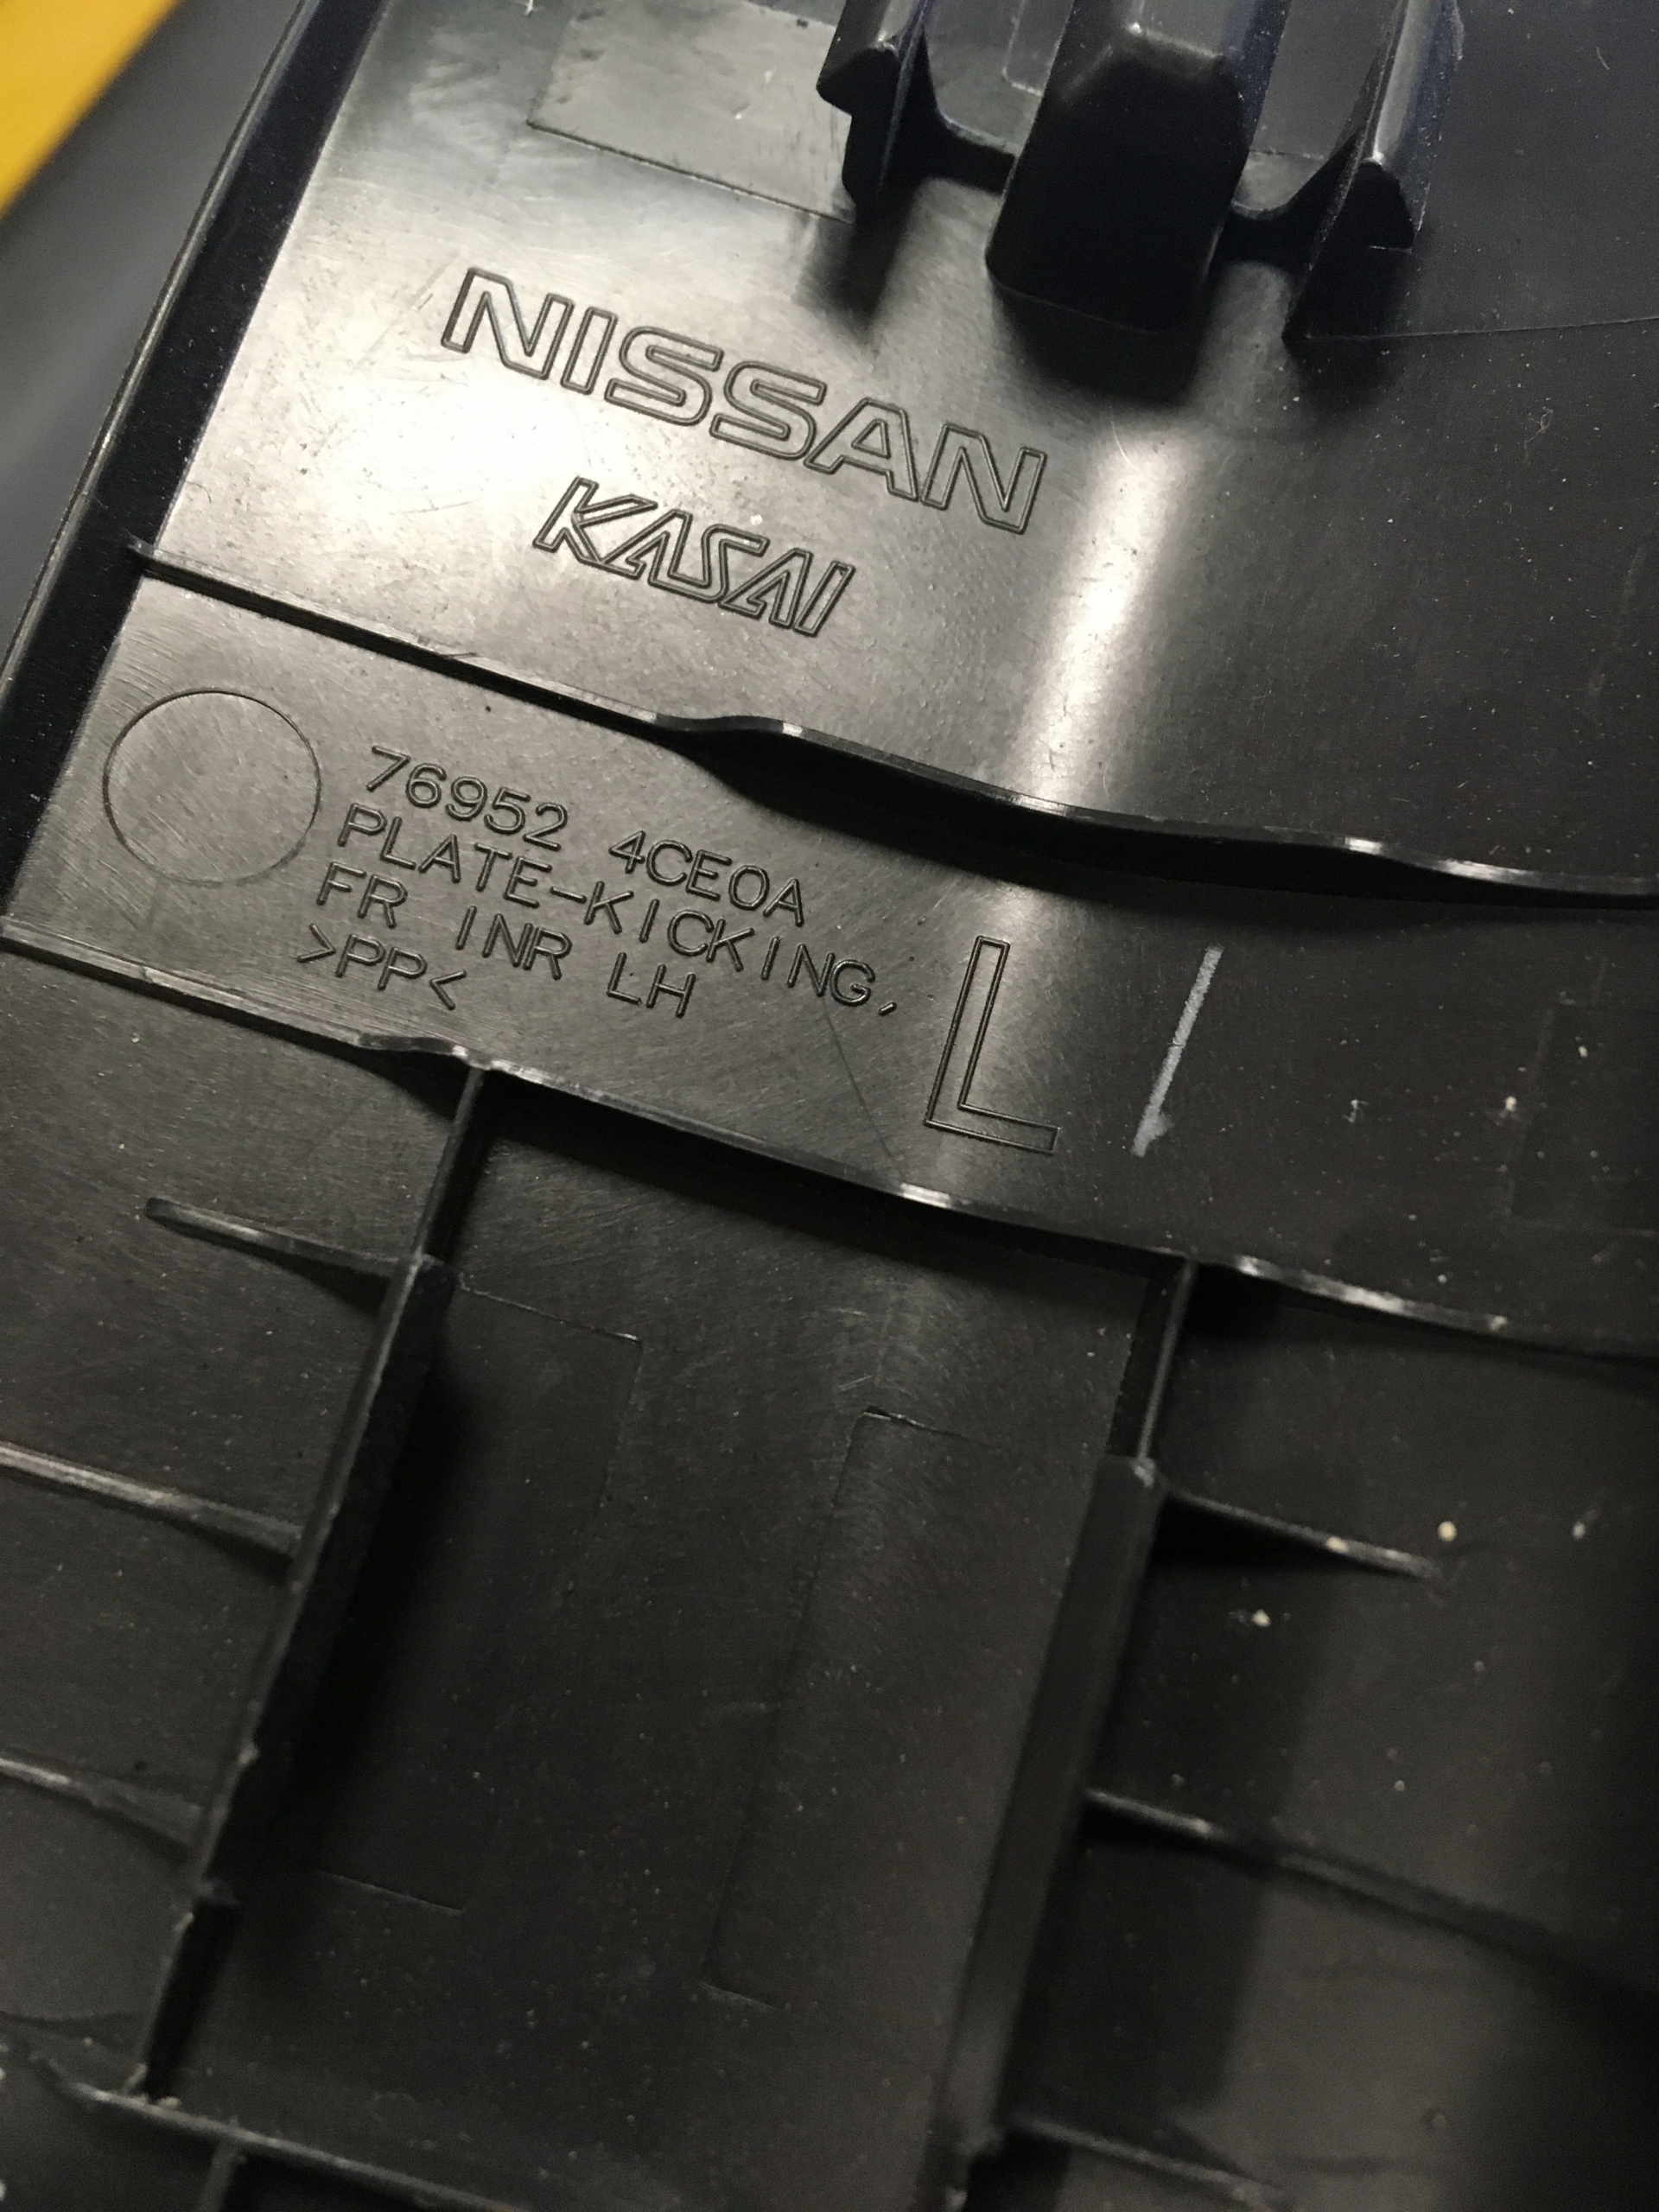 NISSAN
KASAI
76952 4CE0A
PLATE-KICKING,
FR INR LH
>PP<
L